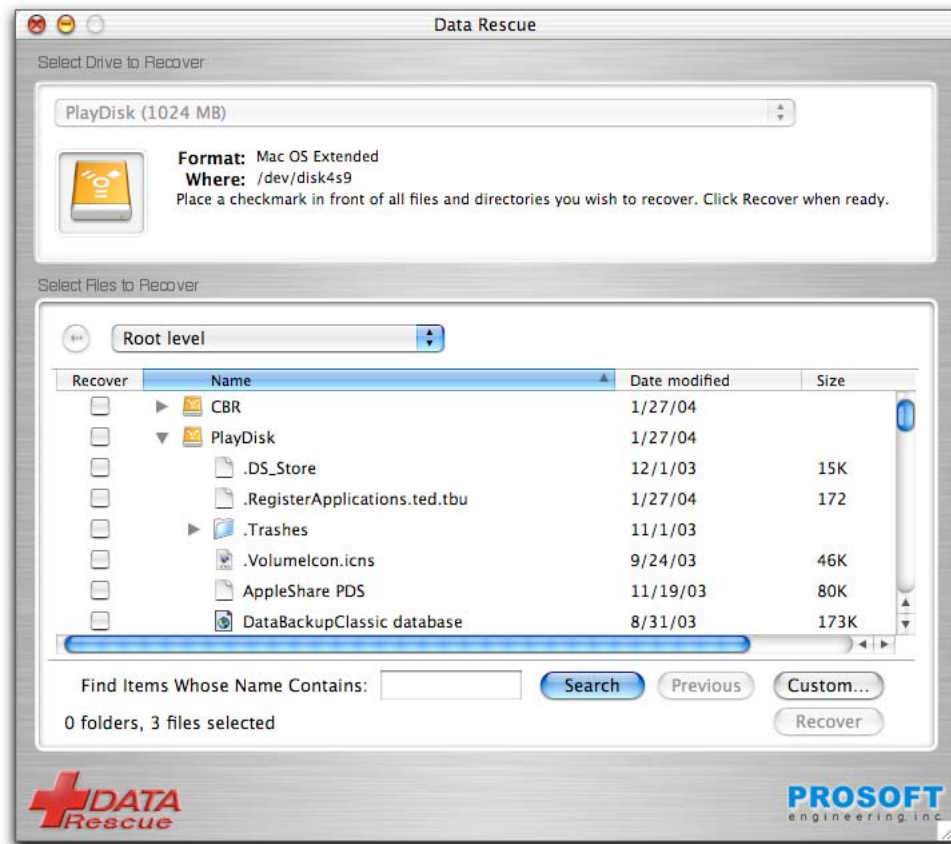 Data Rescue
Select Drive to Recover
PlayDisk (1024 MB)
Format: Mac OS Extended
Where: /dev/disk4s9
Place a checkmark in front of all files and directories you wish to recover. Click Recover when ready.
Select Files to Recover
Root level
Recover Name Date modified Size
CBR 1/27/04
PlayDisk 1/27/04
.DS_Store 12/1/03 15K
.RegisterApplications.ted.tbu 1/27/04 172
.Trashes 11/1/03
.VolumeIcon.icns 9/24/03 46K
AppleShare PDS 11/19/03 80K
DataBackupClassic database 8/31/03 173K
Find Items Whose Name Contains: Search Previous Custom...
0 folders, 3 files selected Recover
DATA PROSOFT
Rescue engineering, inc